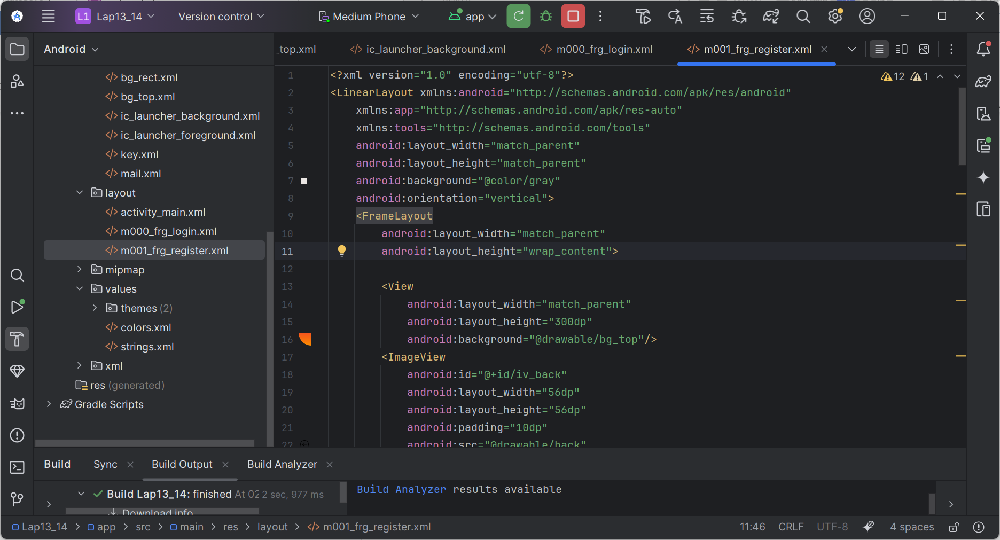 L1 Lap13_14 Version control Medium Phone app
Android
_top.xml ic_launcher_background.xml m000_frg_login.xml m001_frg_register.xml
bg_rect.xml
bg_top.xml
ic_launcher_background.xml
ic_launcher_foreground.xml
key.xml
mail.xml
layout
activity_main.xml
m000_frg_login.xml
m001_frg_register.xml
mipmap
values
themes (2)
colors.xml
strings.xml
xml
res (generated)
Gradle Scripts
12 1
1 <?xml version="1.0" encoding="utf-8"?>
2 <LinearLayout xmlns:android="http://schemas.android.com/apk/res/android"
3 xmlns:app="http://schemas.android.com/apk/res-auto"
4 xmlns:tools="http://schemas.android.com/tools"
5 android:layout_width="match_parent"
6 android:layout_height="match_parent"
7 android:background="@color/gray"
8 android:orientation="vertical">
9 <FrameLayout
10 android:layout_width="match_parent"
11 android:layout_height="wrap_content">
12
13 <View
14 android:layout_width="match_parent"
15 android:layout_height="300dp"
16 android:background="@drawable/bg_top"/>
17 <ImageView
18 android:id="@+id/iv_back"
19 android:layout_width="56dp"
20 android:layout_height="56dp"
21 android:padding="10dp"
22 android:src="@drawable/back"
Build Sync Build Output Build Analyzer
Build Lap13_14: finished At 02 2 sec, 977 ms
Download info
Build Analyzer results available
Lap13_14 > app > src > main > res > layout > m001_frg_register.xml
11:46 CRLF UTF-8 4 spaces